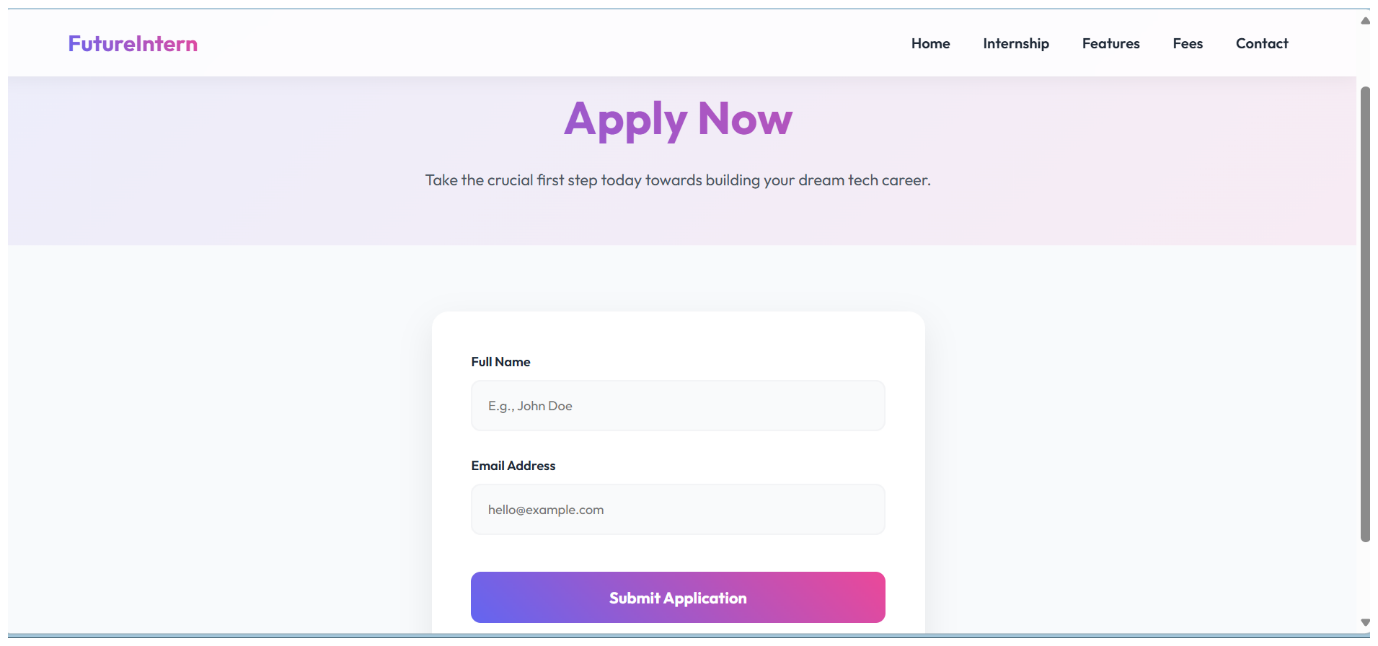 FutureIntern
Home Internship Features Fees Contact
Apply Now
Take the crucial first step today towards building your dream tech career.
Full Name
E.g., John Doe
Email Address
hello@example.com
Submit Application